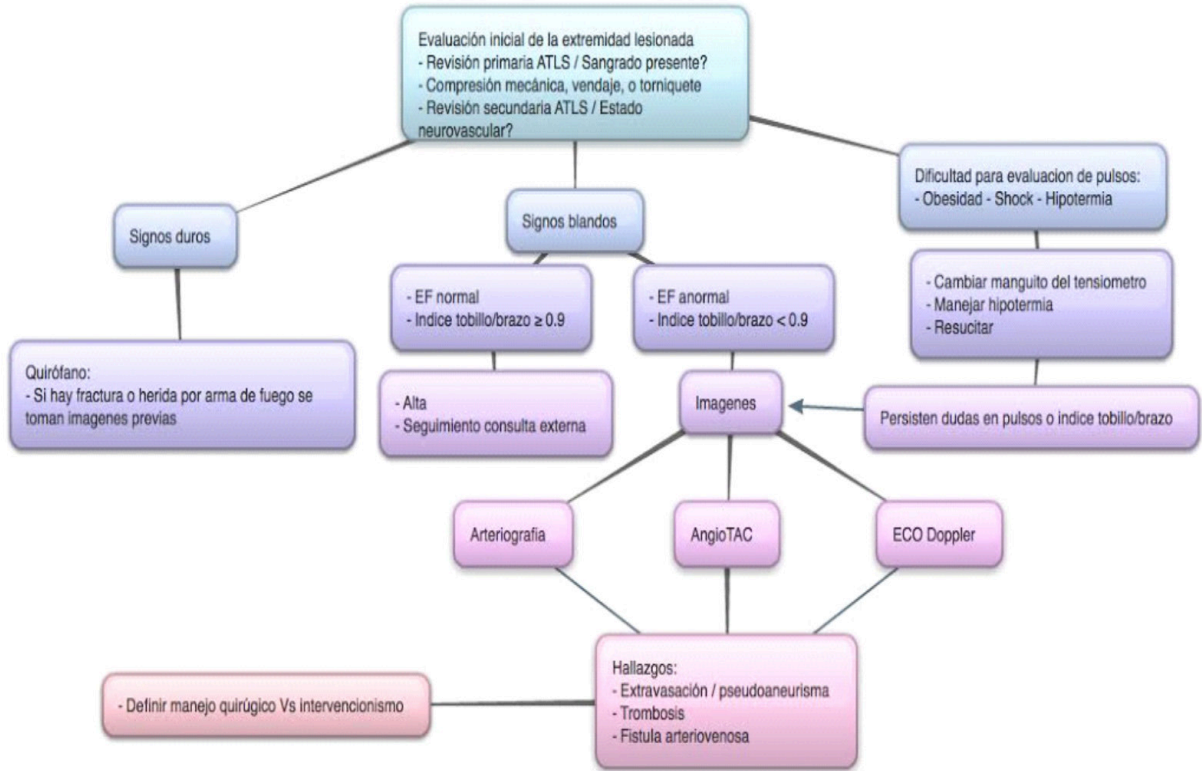 Evaluación inicial de la extremidad lesionada
- Revisión primaria ATLS / Sangrado presente?
- Compresión mecánica, vendaje, o torniquete
- Revisión secundaria ATLS / Estado
neurovascular?
Signos duros
Signos blandos
Dificultad para evaluacion de pulsos:
- Obesidad - Shock - Hipotermia
- EF normal
- Indice tobillo/brazo ≥ 0.9
- EF anormal
- Indice tobillo/brazo < 0.9
- Cambiar manguito del tensiometro
- Manejar hipotermia
- Resucitar
Quirófano:
- Si hay fractura o herida por arma de fuego se
toman imagenes previas
- Alta
- Seguimiento consulta externa
Imagenes
Persisten dudas en pulsos o indice tobillo/brazo
Arteriografia
AngioTAC
ECO Doppler
Hallazgos:
- Extravasación / pseudoaneurisma
- Trombosis
- Fistula arteriovenosa
- Definir manejo quirúgico Vs intervencionismo